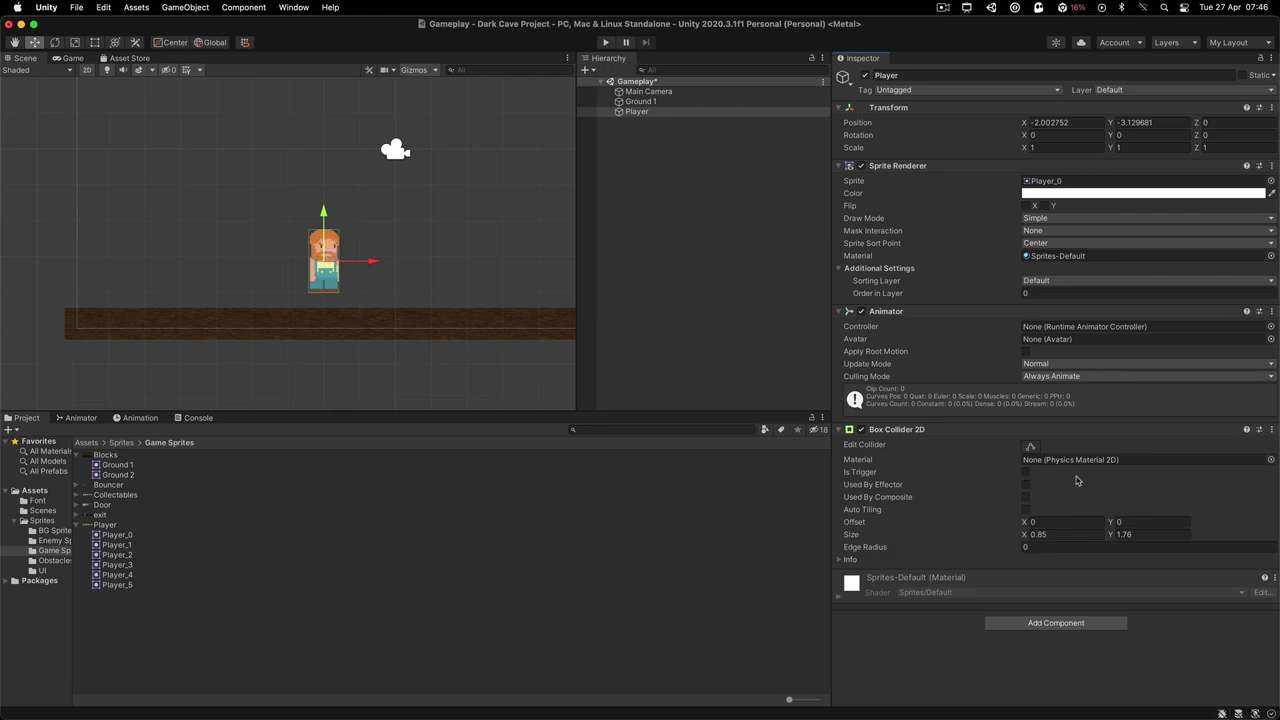 Unity File Edit Assets GameObject Component Window Help 16% Tue 27 Apr 07:46
Gameplay - Dark Cave Project - PC, Mac & Linux Standalone - Unity 2020.3.1f1 Personal (Personal) <Metal>
Center Global Account Layers My Layout
Scene Game Asset Store Hierarchy Inspector
Shaded 2D 0 Gizmos All All
Player Static
Tag Untagged Layer Default
Gameplay*
Main Camera
Ground 1
Player
Transform
Position X -2.002752 Y -3.129681 Z 0
Rotation X 0 Y 0 Z 0
Scale X 1 Y 1 Z 1
Sprite Renderer
Sprite Player_0
Color
Flip X Y
Draw Mode Simple
Mask Interaction None
Sprite Sort Point Center
Material Sprites-Default
Additional Settings
Sorting Layer Default
Order in Layer 0
Animator
Controller None (Runtime Animator Controller)
Avatar None (Avatar)
Apply Root Motion
Update Mode Normal
Culling Mode Always Animate
Clip Count: 0
Curves Pos: 0 Quat: 0 Euler: 0 Scale: 0 Muscles: 0 Generic: 0 PPtr: 0
Curves Count: 0 Constant: 0 (0.0%) Dense: 0 (0.0%) Stream: 0 (0.0%)
Box Collider 2D
Edit Collider
Material None (Physics Material 2D)
Is Trigger
Used By Effector
Used By Composite
Auto Tiling
Offset X 0 Y 0
Size X 0.85 Y 1.76
Edge Radius 0
Info
Sprites-Default (Material)
Shader Sprites/Default Edit...
Add Component
Project Animator Animation Console
18
Favorites
All Materials
All Models
All Prefabs
Assets
Font
Scenes
Sprites
BG Sprite
Enemy Sp
Game Sp
Obstacles
UI
Packages
Assets Sprites Game Sprites
Blocks
Ground 1
Ground 2
Bouncer
Collectables
Door
exit
Player
Player_0
Player_1
Player_2
Player_3
Player_4
Player_5